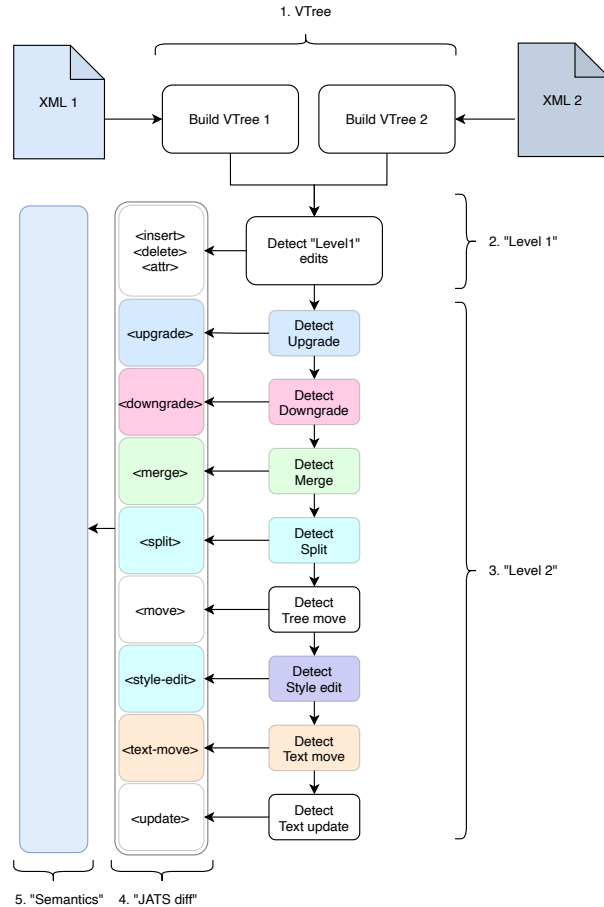 1. VTree
XML 1
Build VTree 1
Build VTree 2
XML 2
<insert>
<delete>
<attr>
Detect "Level1"
edits
2. "Level 1"
<upgrade>
Detect
Upgrade
<downgrade>
Detect
Downgrade
<merge>
Detect
Merge
<split>
Detect
Split
3. "Level 2"
<move>
Detect
Tree move
<style-edit>
Detect
Style edit
<text-move>
Detect
Text move
<update>
Detect
Text update
5. "Semantics"
4. "JATS diff"